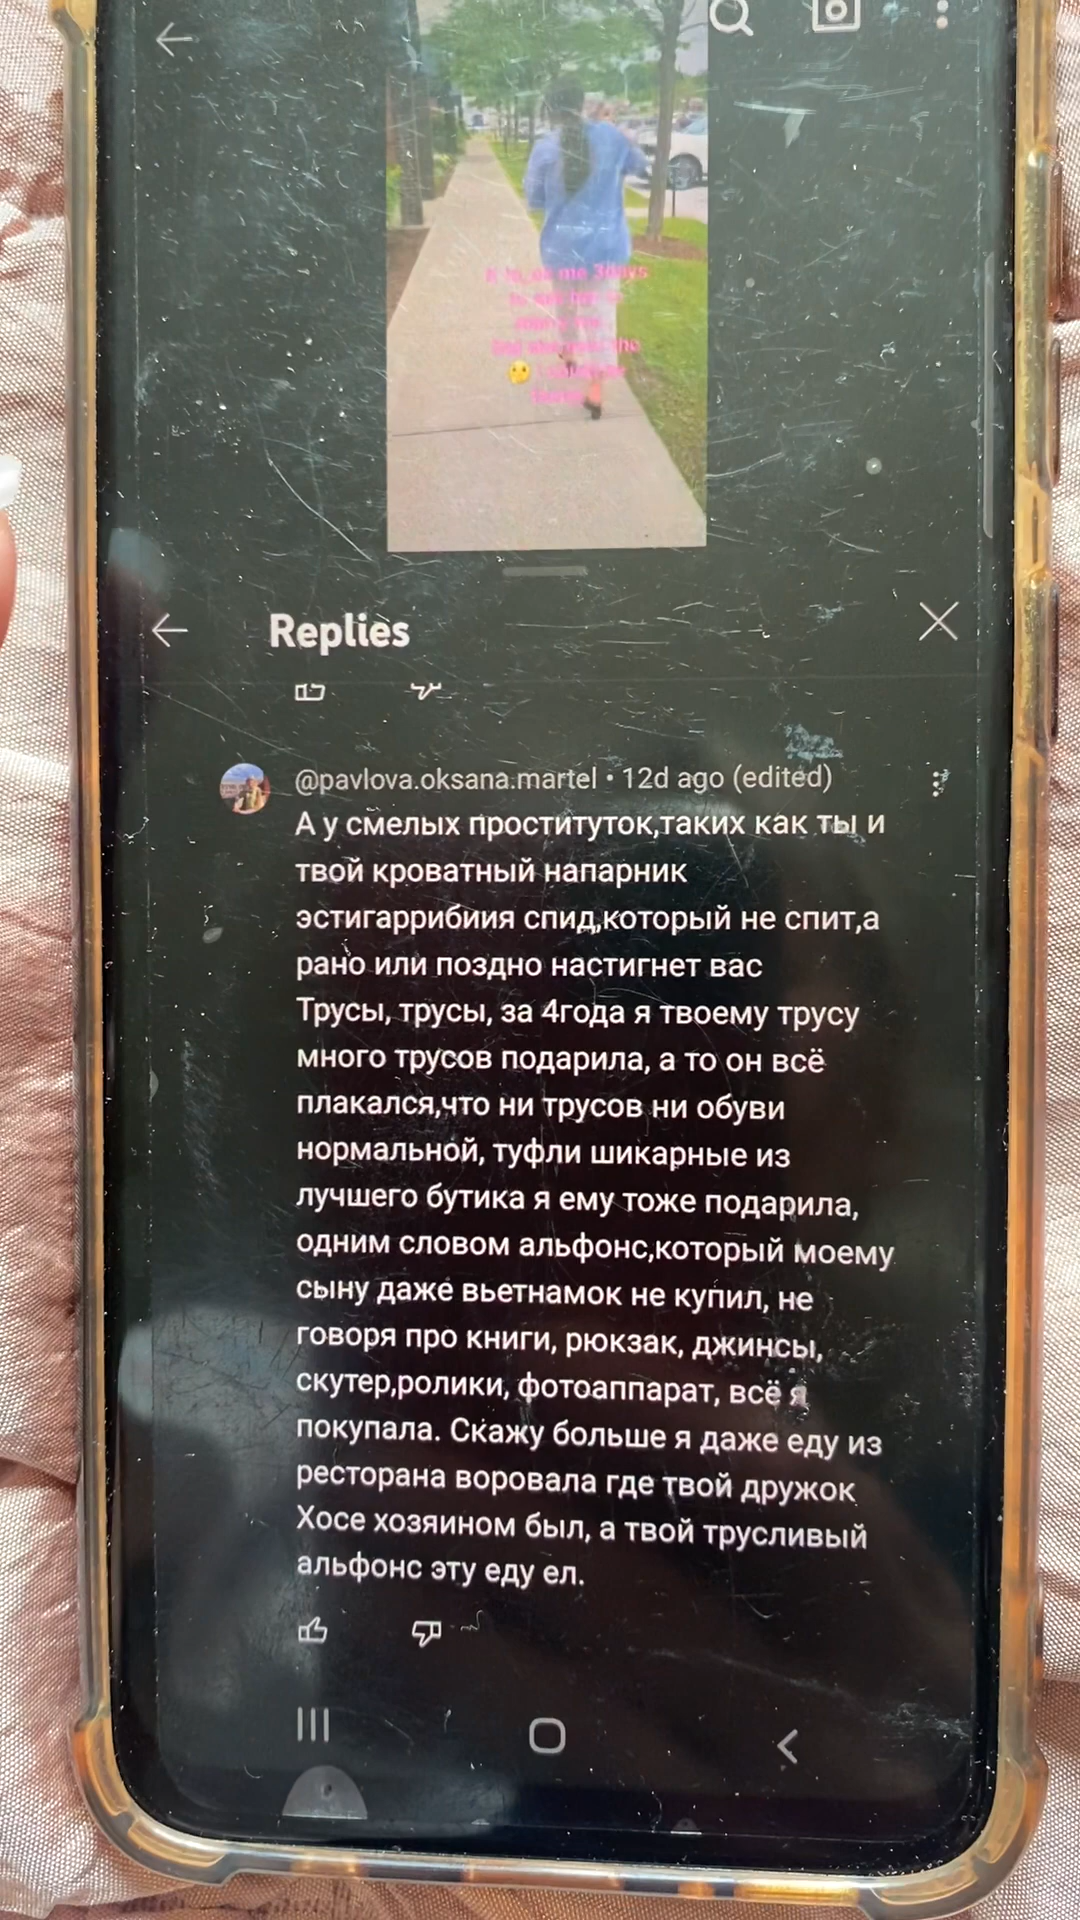 me 3days
Replies
@pavlova.oksana.martel • 12d ago (edited)
А у смелых проституток,таких как ты и
твой кроватный напарник
эстигаррибиия спид,который не спит,а
рано или поздно настигнет вас
Трусы, трусы, за 4года я твоему трусу
много трусов подарила, а то он всё
плакался,что ни трусов ни обуви
нормальной, туфли шикарные из
лучшего бутика я ему тоже подарила,
одним словом альфонс,который моему
сыну даже вьетнамок не купил, не
говоря про книги, рюкзак, джинсы,
скутер,ролики, фотоаппарат, всё я
покупала. Скажу больше я даже еду из
ресторана воровала где твой дружок
Хосе хозяином был, а твой трусливый
альфонс эту еду ел.